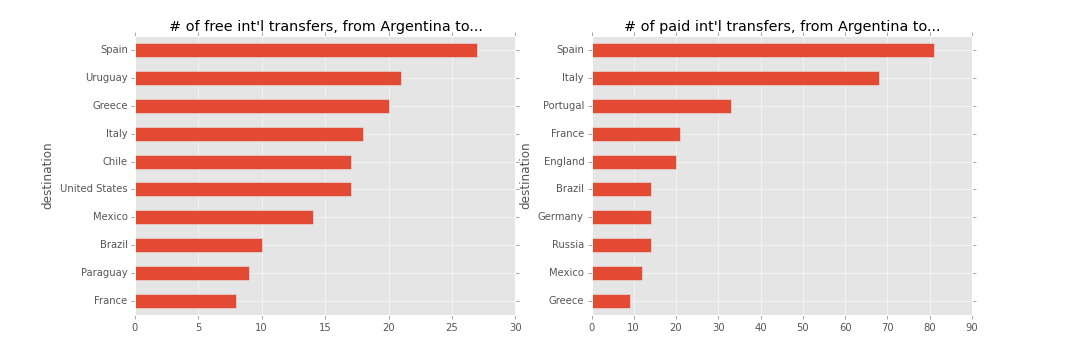 # of free int'l transfers, from Argentina to...
destination
Spain
Uruguay
Greece
Italy
Chile
United States
Mexico
Brazil
Paraguay
France
0 5 10 15 20 25 30
# of paid int'l transfers, from Argentina to...
destination
Spain
Italy
Portugal
France
England
Brazil
Germany
Russia
Mexico
Greece
0 10 20 30 40 50 60 70 80 90